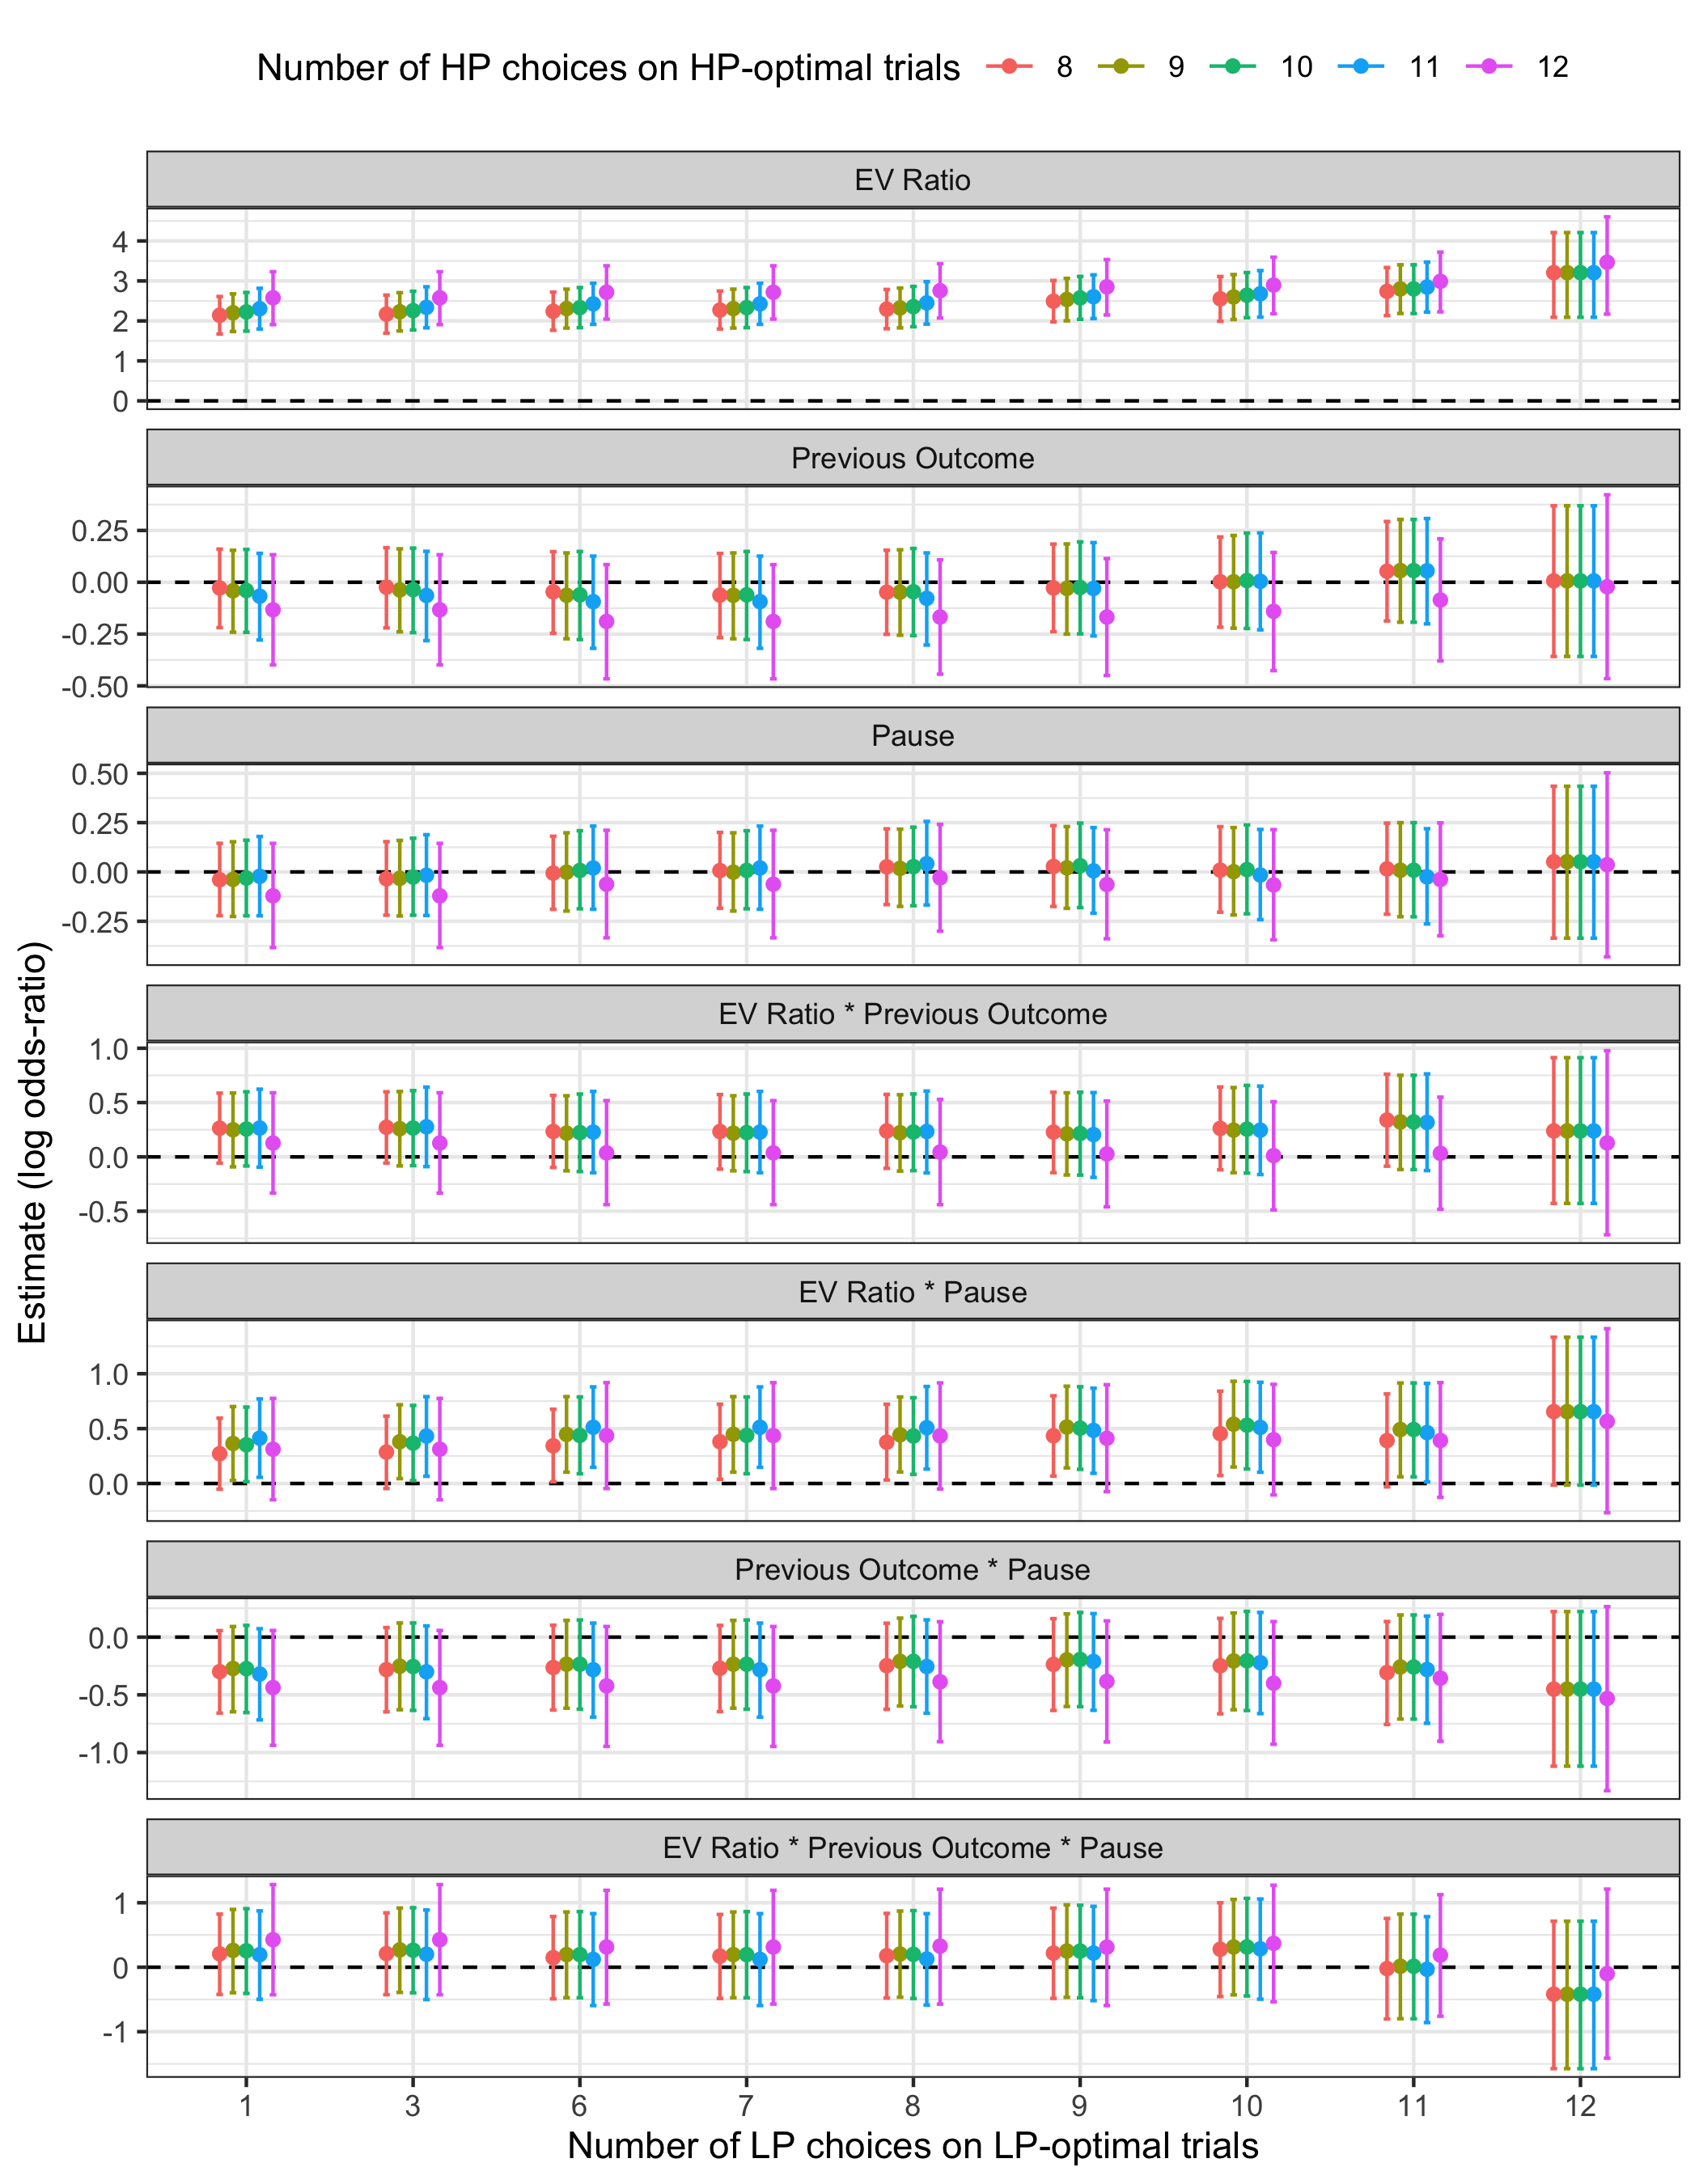 Number of HP choices on HP-optimal trials 8 9 10 11 12
EV Ratio
4
3
2
1
0
Previous Outcome
0.25
0.00
-0.25
-0.50
Pause
0.50
0.25
0.00
-0.25
EV Ratio * Previous Outcome
1.0
0.5
0.0
-0.5
EV Ratio * Pause
1.0
0.5
0.0
Previous Outcome * Pause
0.0
-0.5
-1.0
EV Ratio * Previous Outcome * Pause
1
0
-1
1 3 6 7 8 9 10 11 12
Number of LP choices on LP-optimal trials
Estimate (log odds-ratio)